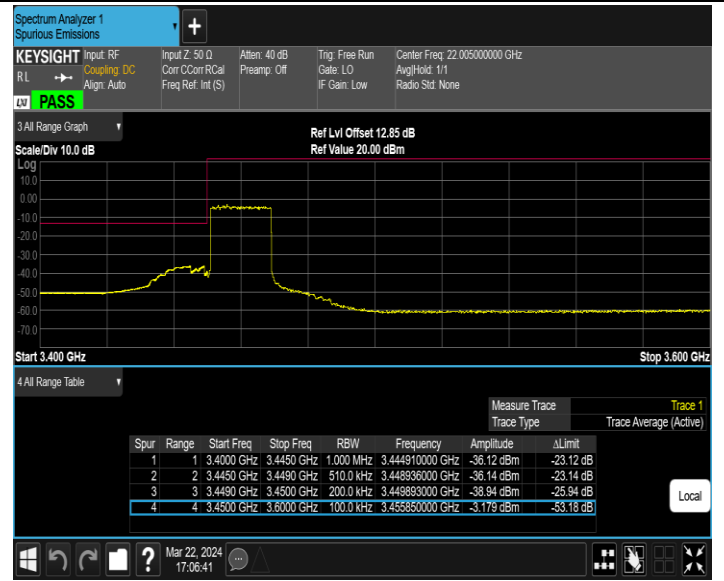 Spectrum Analyzer 1
Spurious Emissions
+
KEYSIGHT Input: RF Input Z: 50 Ω Atten: 40 dB Trig: Free Run Center Freq: 22.005000000 GHz
RL Coupling: DC Corr CCorr RCal Preamp: Off Gate: LO Avg|Hold: 1/1
Align: Auto Freq Ref: Int (S) IF Gain: Low Radio Std: None
LXI PASS
3 All Range Graph
Ref Lvl Offset 12.85 dB
Scale/Div 10.0 dB Ref Value 20.00 dBm
Log
10.0
0.00
-10.0
-20.0
-30.0
-40.0
-50.0
-60.0
-70.0
Start 3.400 GHz Stop 3.600 GHz
4 All Range Table
Measure Trace Trace 1
Trace Type Trace Average (Active)
Spur Range Start Freq Stop Freq RBW Frequency Amplitude ΔLimit
1 1 3.4000 GHz 3.4450 GHz 1.000 MHz 3.444910000 GHz -36.12 dBm -23.12 dB
2 2 3.4450 GHz 3.4490 GHz 510.0 kHz 3.448936000 GHz -36.14 dBm -23.14 dB
3 3 3.4490 GHz 3.4500 GHz 200.0 kHz 3.449893000 GHz -38.94 dBm -25.94 dB
4 4 3.4500 GHz 3.6000 GHz 100.0 kHz 3.455850000 GHz -3.179 dBm -53.18 dB
Local
? Mar 22, 2024
17:06:41